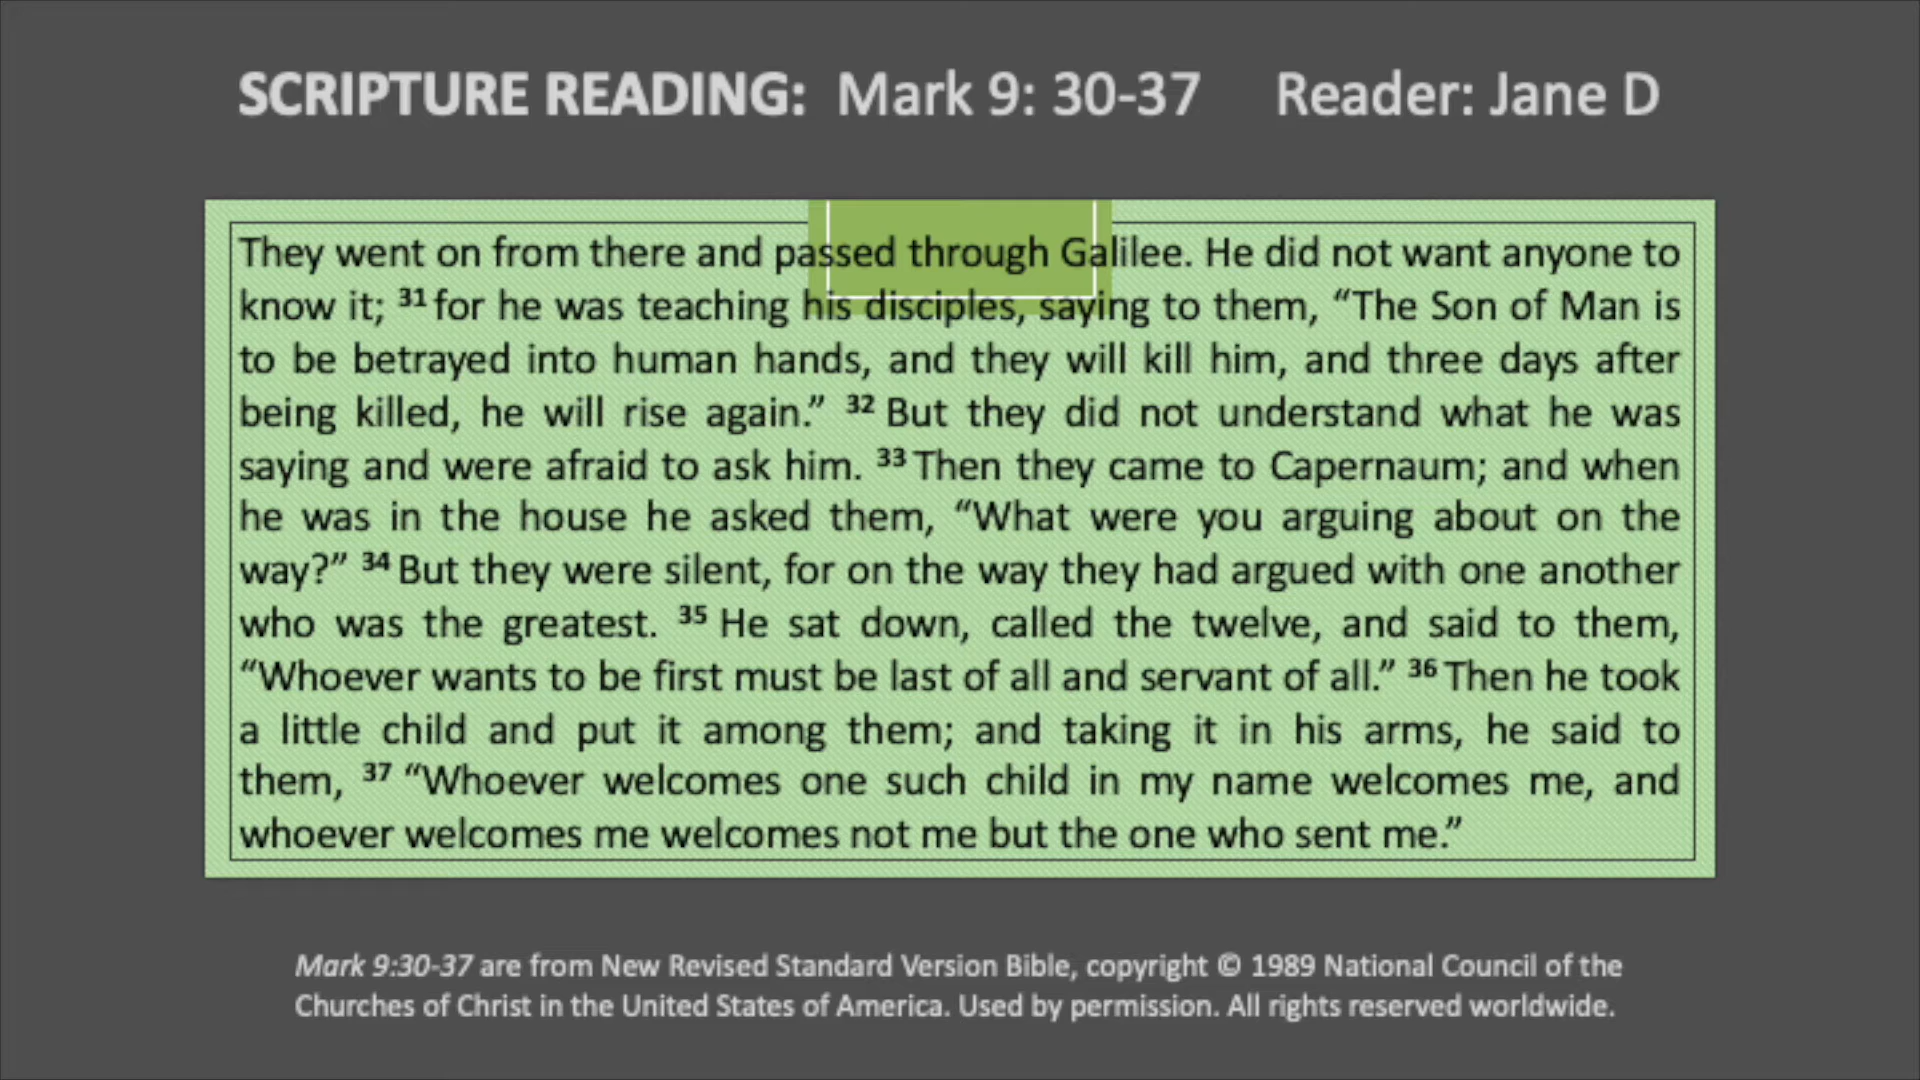 SCRIPTURE READING: Mark 9: 30-37 Reader: Jane D
They went on from there and passed through Galilee. He did not want anyone to
know it; 31 for he was teaching his disciples, saying to them, “The Son of Man is
to be betrayed into human hands, and they will kill him, and three days after
being killed, he will rise again.” 32 But they did not understand what he was
saying and were afraid to ask him. 33 Then they came to Capernaum; and when
he was in the house he asked them, “What were you arguing about on the
way?” 34 But they were silent, for on the way they had argued with one another
who was the greatest. 35 He sat down, called the twelve, and said to them,
“Whoever wants to be first must be last of all and servant of all.” 36 Then he took
a little child and put it among them; and taking it in his arms, he said to
them, 37 “Whoever welcomes one such child in my name welcomes me, and
whoever welcomes me welcomes not me but the one who sent me.”
Mark 9:30-37 are from New Revised Standard Version Bible, copyright © 1989 National Council of the
Churches of Christ in the United States of America. Used by permission. All rights reserved worldwide.